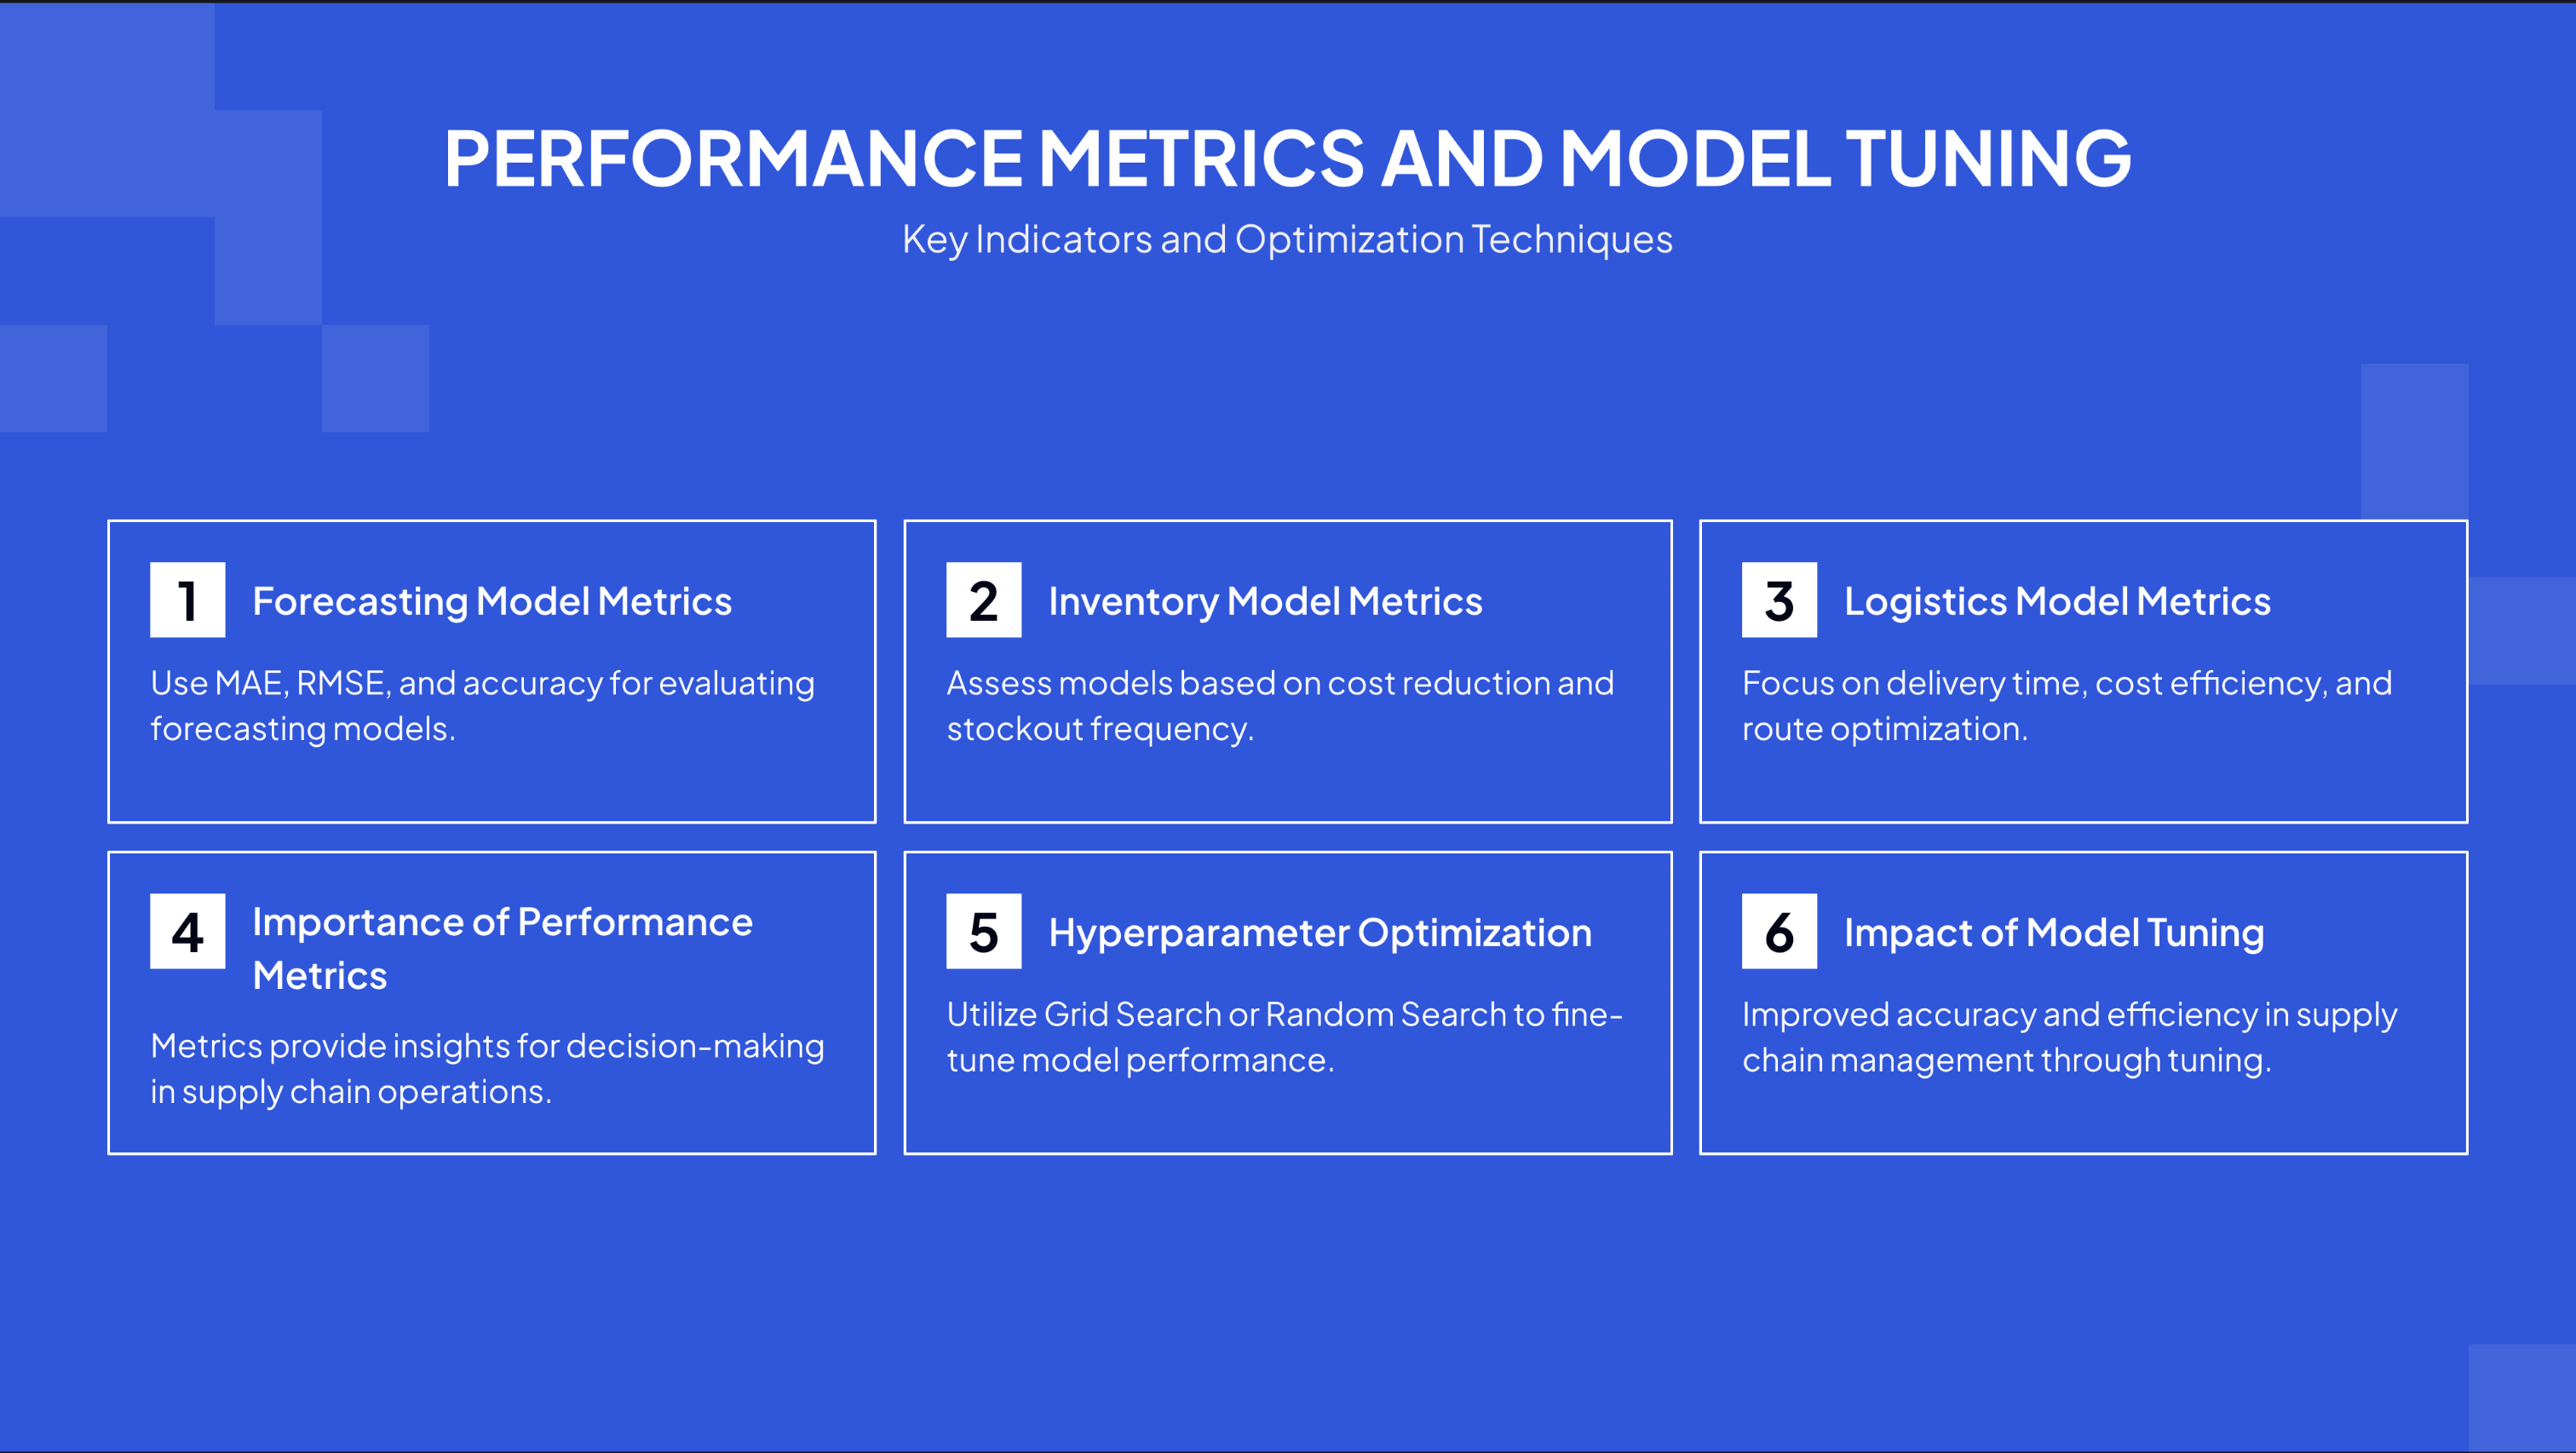 PERFORMANCE METRICS AND MODEL TUNING
Key Indicators and Optimization Techniques
1
Forecasting Model Metrics
Use MAE, RMSE, and accuracy for evaluating
forecasting models.
2
Inventory Model Metrics
Assess models based on cost reduction and
stockout frequency.
3
Logistics Model Metrics
Focus on delivery time, cost efficiency, and
route optimization.
4
Importance of Performance
Metrics
Metrics provide insights for decision-making
in supply chain operations.
5
Hyperparameter Optimization
Utilize Grid Search or Random Search to fine-
tune model performance.
6
Impact of Model Tuning
Improved accuracy and efficiency in supply
chain management through tuning.